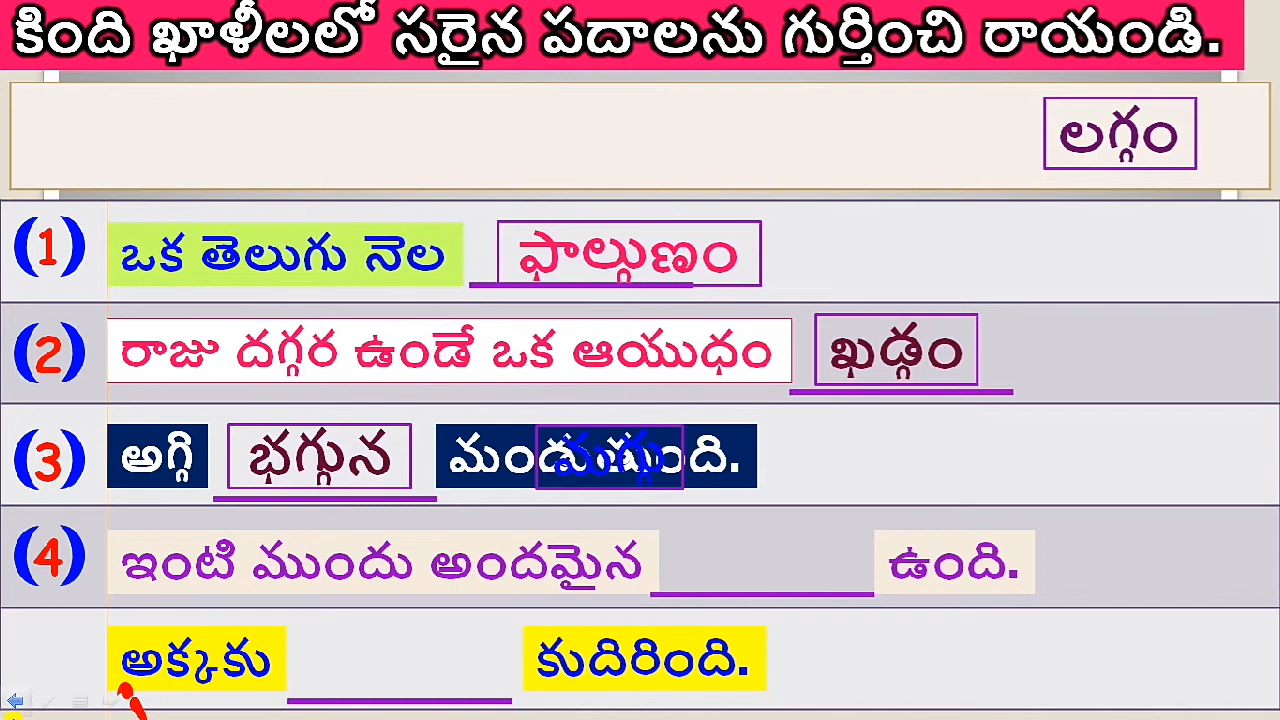 కింది ఖాళీలలో సరైన పదాలను గుర్తించి రాయండి.
లగ్గం
(1) ఒక తెలుగు నెల ఫాల్గుణం
(2) రాజు దగ్గర ఉండే ఒక ఆయుధం ఖడ్గం
(3) అగ్గి భగ్గున మండుతుంది. ముగ్గు
(4) ఇంటి ముందు అందమైన ఉంది.
అక్కకు కుదిరింది.